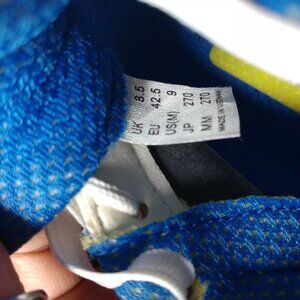 UK 8.5
EU 42.5
US(M) 9
JP 270
MM 270
MADE IN VIETNAM